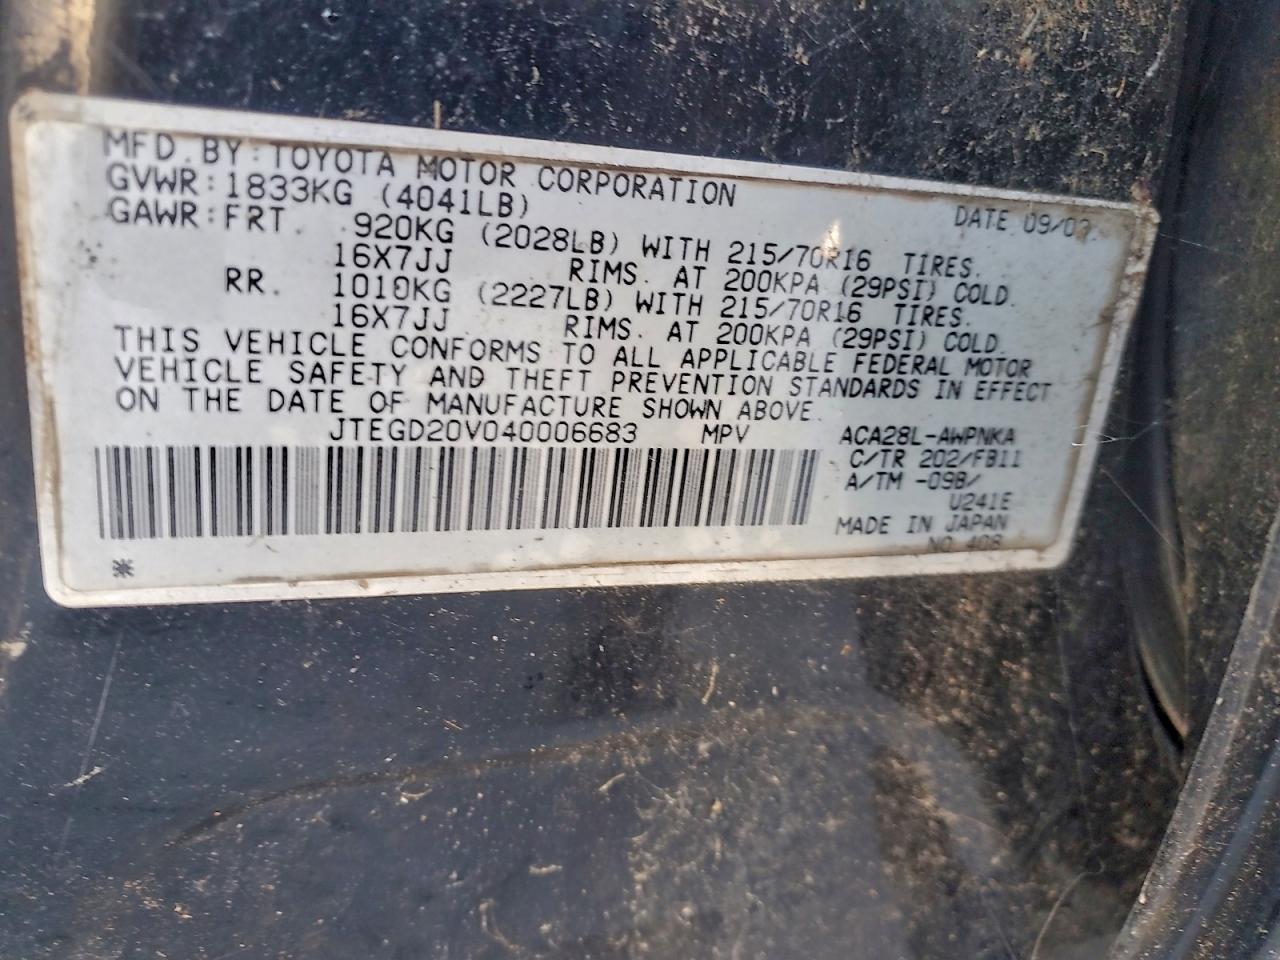 MFD. BY: TOYOTA MOTOR CORPORATION DATE 09/03
GVWR: 1833KG (4041LB)
GAWR: FRT. 920KG (2028LB) WITH 215/70R16 TIRES.
16X7JJ RIMS. AT 200KPA (29PSI) COLD.
RR. 1010KG (2227LB) WITH 215/70R16 TIRES.
16X7JJ RIMS. AT 200KPA (29PSI) COLD
THIS VEHICLE CONFORMS TO ALL APPLICABLE FEDERAL MOTOR
VEHICLE SAFETY AND THEFT PREVENTION STANDARDS IN EFFECT
ON THE DATE OF MANUFACTURE SHOWN ABOVE.
JTEGD20V040006683 MPV ACA28L-AWPNKA
C/TR 202/FB11
A/TM -09B/
U241E
MADE IN JAPAN
NO 408
*